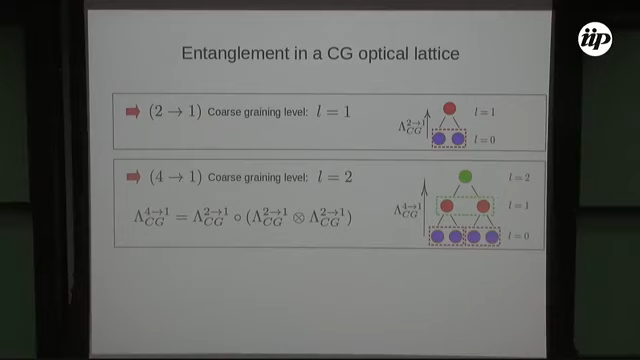 iip
Entanglement in a CG optical lattice
(2 → 1) Coarse graining level: l = 1
Λ_{CG}^{2→1}
l = 1
l = 0
(4 → 1) Coarse graining level: l = 2
Λ_{CG}^{4→1} = Λ_{CG}^{2→1} ∘ (Λ_{CG}^{2→1} ⊗ Λ_{CG}^{2→1})
Λ_{CG}^{4→1}
l = 2
l = 1
l = 0